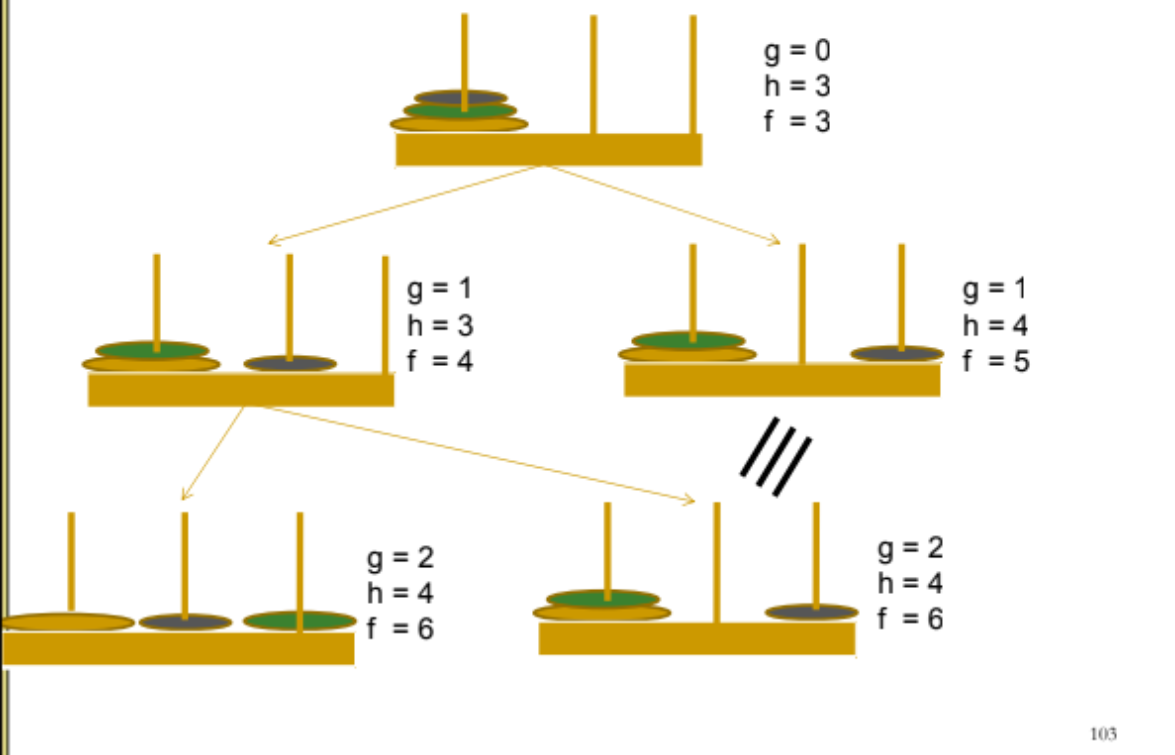 g = 0
h = 3
f = 3
g = 1
h = 3
f = 4
g = 1
h = 4
f = 5
g = 2
h = 4
f = 6
g = 2
h = 4
f = 6
103